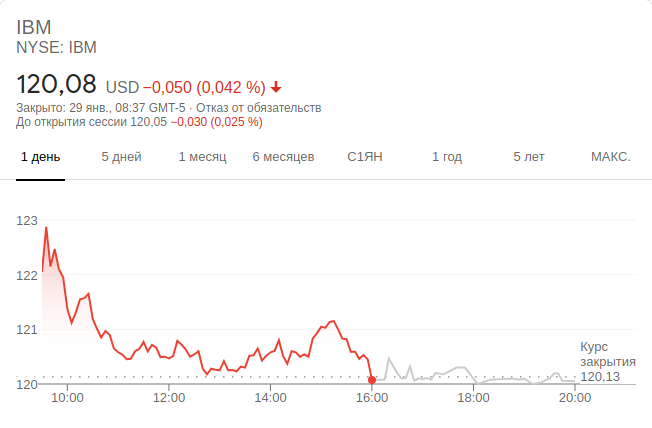 IBM
NYSE: IBM
120,08 USD −0,050 (0,042 %)
Закрыто: 29 янв., 08:37 GMT-5 · Отказ от обязательств
До открытия сессии 120,05 −0,030 (0,025 %)
1 день 5 дней 1 месяц 6 месяцев С1ЯН 1 год 5 лет МАКС.
123
122
121
Курс
закрытия
120,13
120
10:00 12:00 14:00 16:00 18:00 20:00